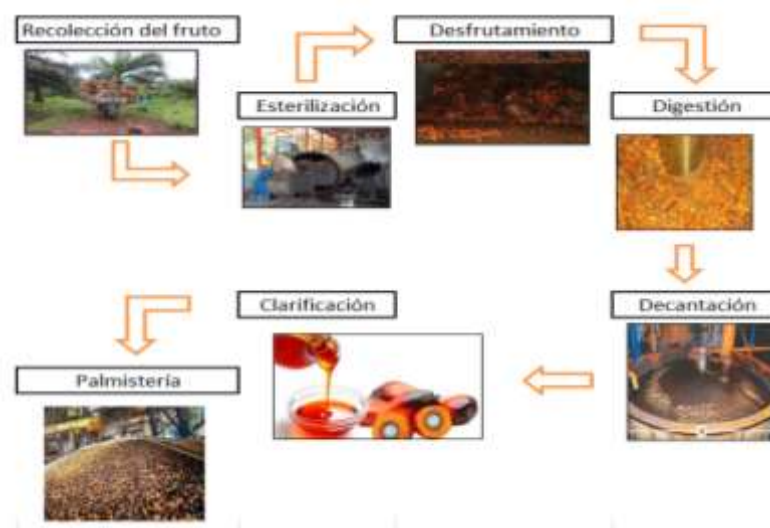 Recolección del fruto
Esterilización
Desfrutamiento
Digestión
Decantación
Clarificación
Palmistería